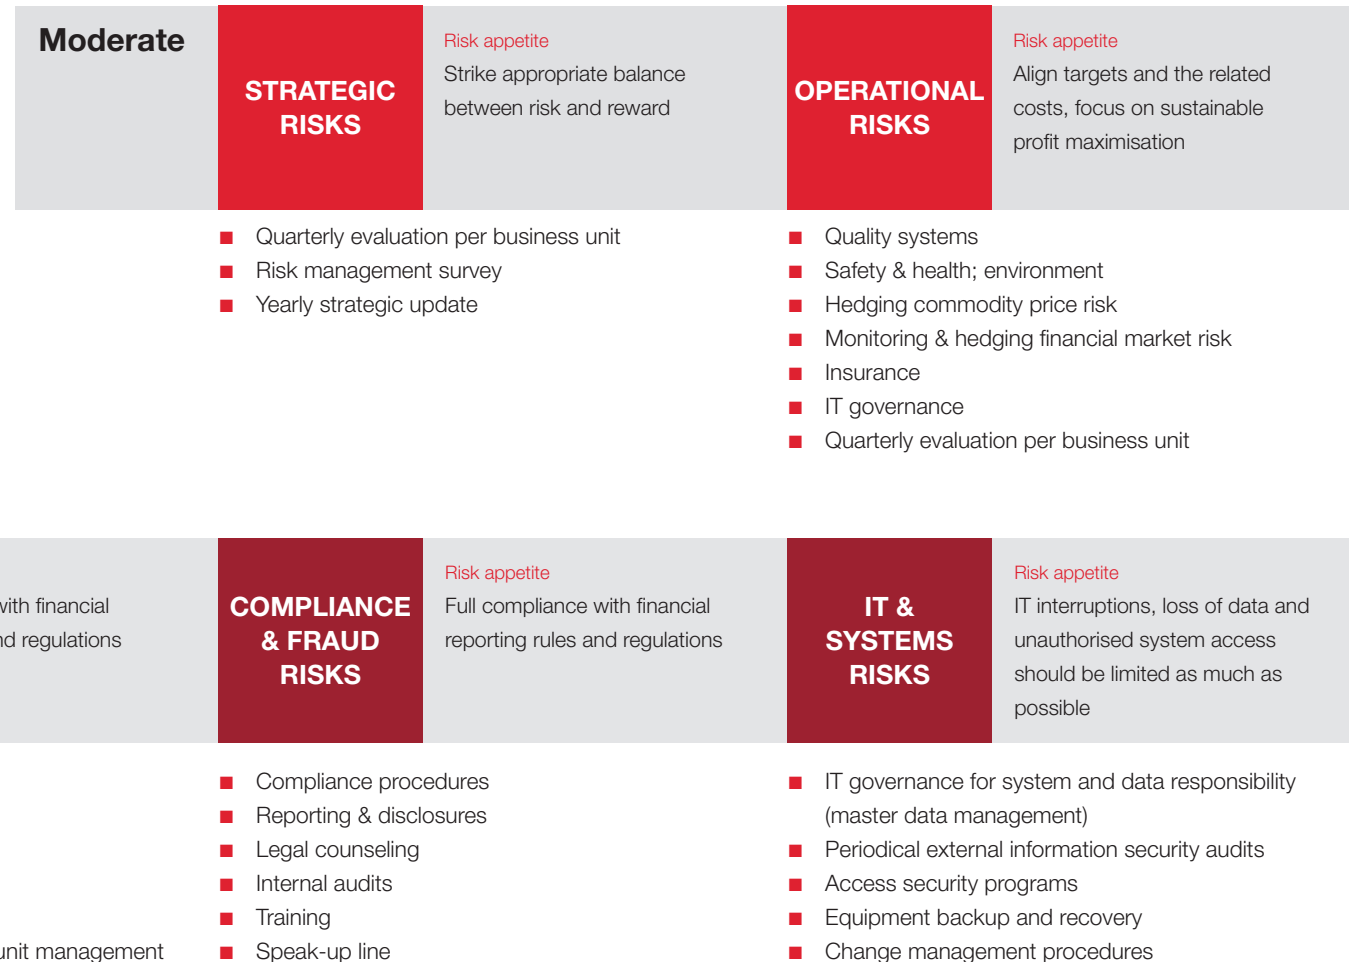 Moderate
STRATEGIC
RISKS
Risk appetite
Strike appropriate balance
between risk and reward
OPERATIONAL
RISKS
Risk appetite
Align targets and the related
costs, focus on sustainable
profit maximisation
■ Quarterly evaluation per business unit
■ Risk management survey
■ Yearly strategic update
■ Quality systems
■ Safety & health; environment
■ Hedging commodity price risk
■ Monitoring & hedging financial market risk
■ Insurance
■ IT governance
■ Quarterly evaluation per business unit
with financial
nd regulations
COMPLIANCE
& FRAUD
RISKS
Risk appetite
Full compliance with financial
reporting rules and regulations
IT &
SYSTEMS
RISKS
Risk appetite
IT interruptions, loss of data and
unauthorised system access
should be limited as much as
possible
unit management
■ Compliance procedures
■ Reporting & disclosures
■ Legal counseling
■ Internal audits
■ Training
■ Speak-up line
■ IT governance for system and data responsibility
(master data management)
■ Periodical external information security audits
■ Access security programs
■ Equipment backup and recovery
■ Change management procedures